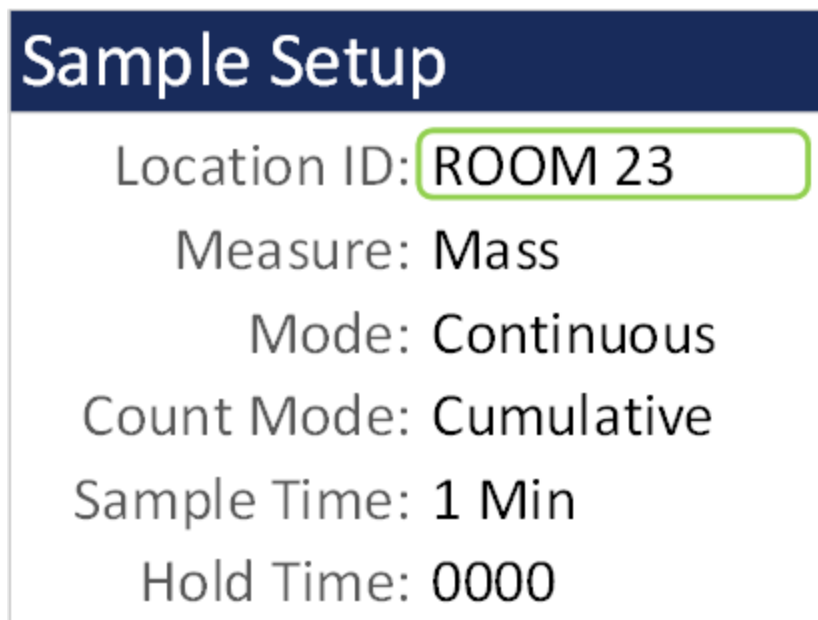 Sample Setup
Location ID: ROOM 23
Measure: Mass
Mode: Continuous
Count Mode: Cumulative
Sample Time: 1 Min
Hold Time: 0000